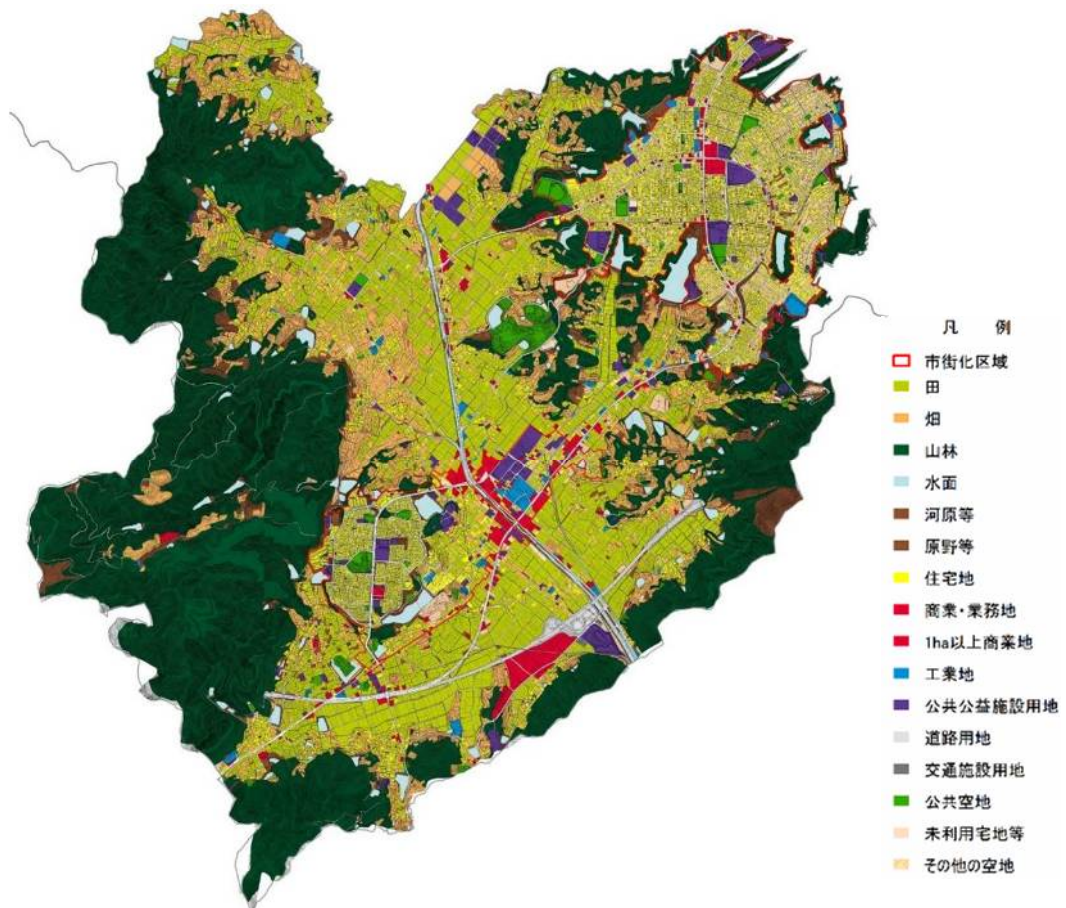 凡 例
市街化区域
田
畑
山林
水面
河原等
原野等
住宅地
商業・業務地
1ha以上商業地
工業地
公共公益施設用地
道路用地
交通施設用地
公共空地
未利用宅地等
その他の空地